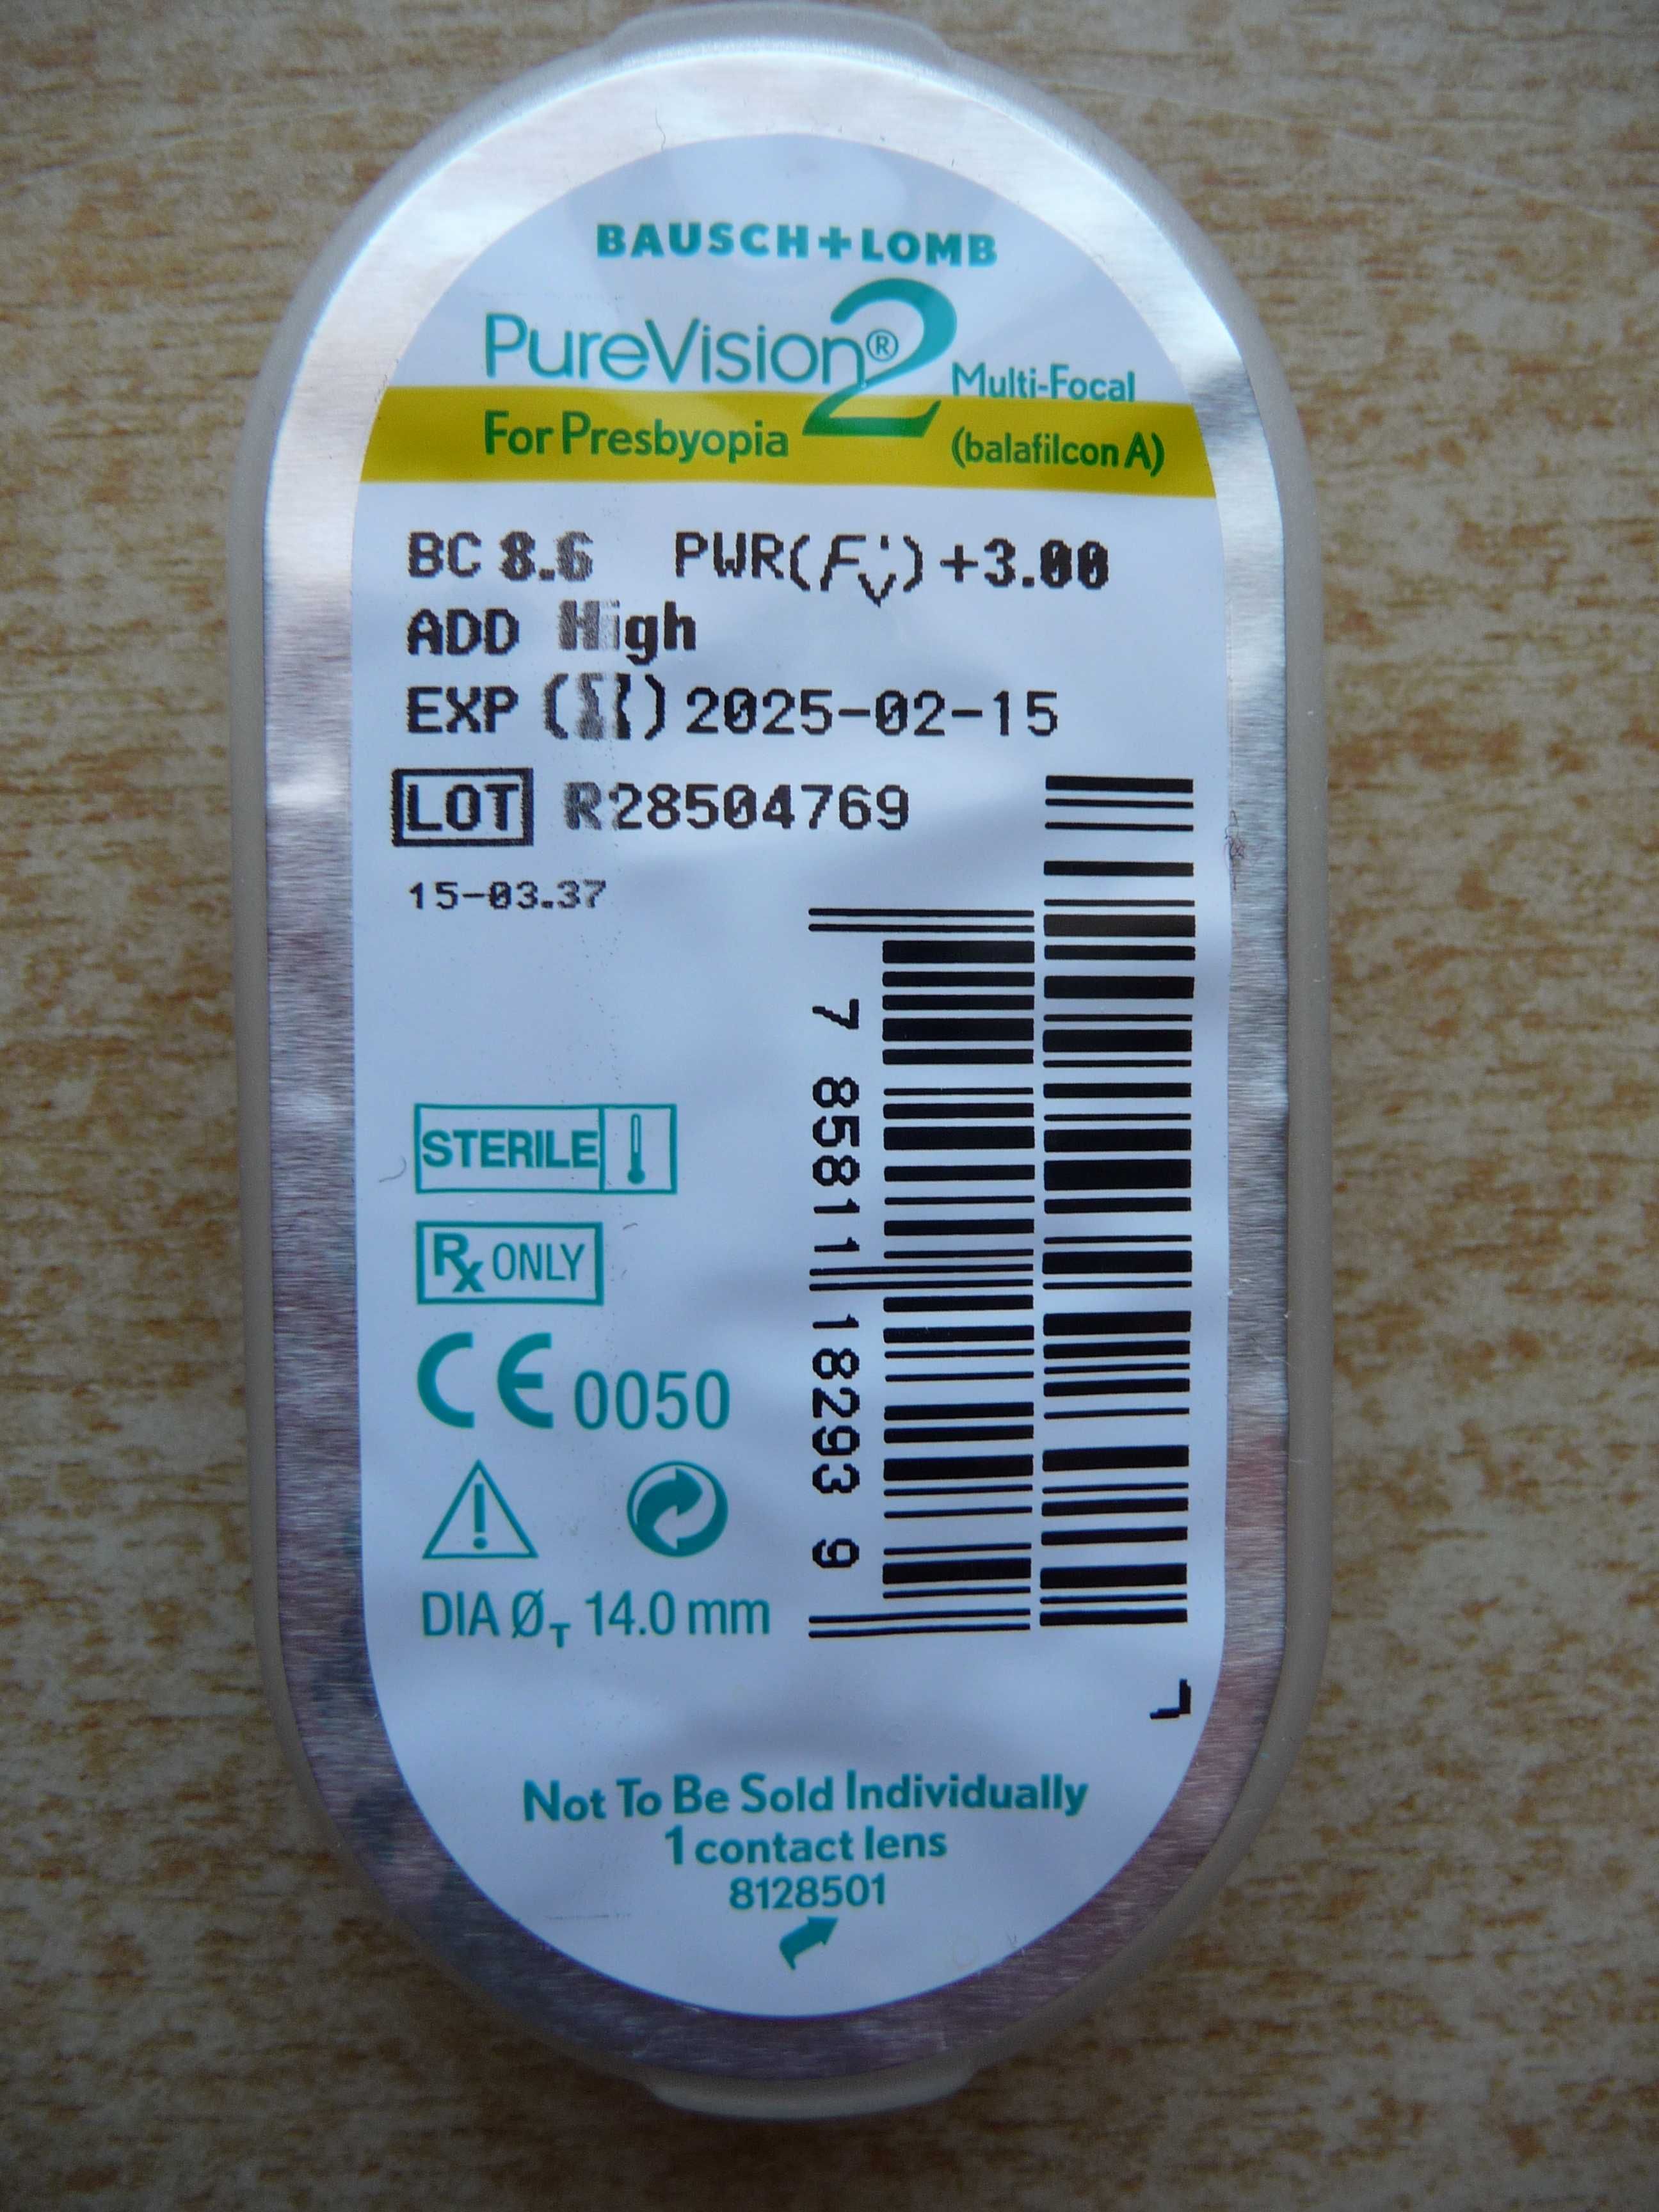 BAUSCH+LOMB
PureVision®2 Multi-Focal
For Presbyopia (balafilcon A)
BC 8.6 PWR(F'v) +3.00
ADD High
EXP 2025-02-15
LOT R28504769
15-03.37
7 85811 18293 9
STERILE
Rx ONLY
CE 0050
DIA ØT 14.0 mm
L
Not To Be Sold Individually
1 contact lens
8128501